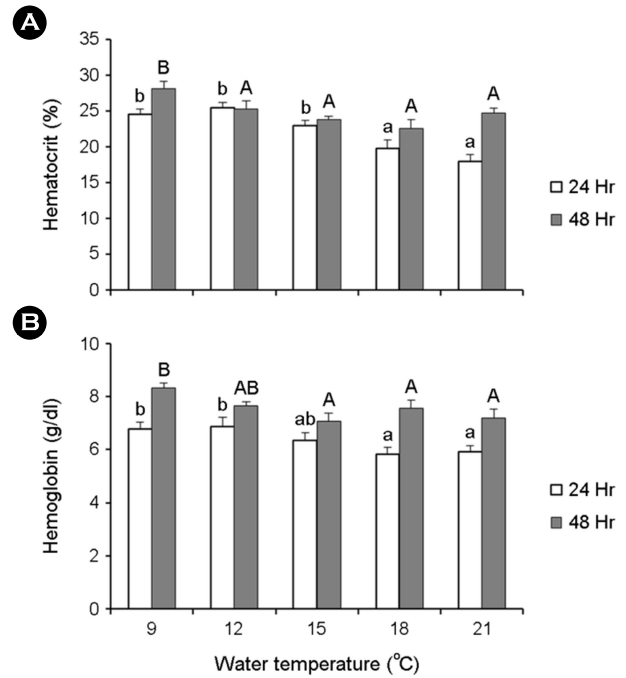 A
35
30
25
20
15
10
5
0
Hematocrit (%)
b B b A b A a A a A
24 Hr
48 Hr
B
10
8
6
4
2
0
Hemoglobin (g/dl)
b B b AB ab A a A a A
24 Hr
48 Hr
9 12 15 18 21
Water temperature (°C)